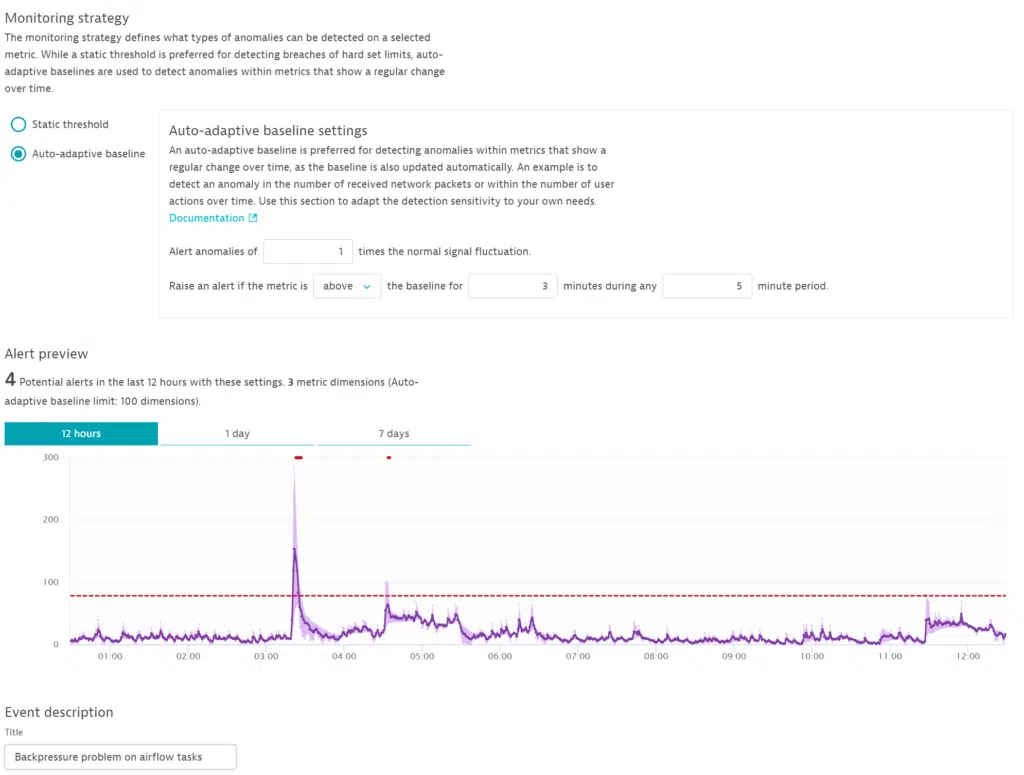 Monitoring strategy
The monitoring strategy defines what types of anomalies can be detected on a selected
metric. While a static threshold is preferred for detecting breaches of hard set limits, auto-
adaptive baselines are used to detect anomalies within metrics that show a regular change
over time.
Static threshold
Auto-adaptive baseline
Auto-adaptive baseline settings
An auto-adaptive baseline is preferred for detecting anomalies within metrics that show a
regular change over time, as the baseline is also updated automatically. An example is to
detect an anomaly in the number of received network packets or within the number of user
actions over time. Use this section to adapt the detection sensitivity to your own needs.
Documentation
Alert anomalies of 1 times the normal signal fluctuation.
Raise an alert if the metric is above the baseline for 3 minutes during any 5 minute period.
Alert preview
4 Potential alerts in the last 12 hours with these settings. 3 metric dimensions (Auto-
adaptive baseline limit: 100 dimensions).
12 hours 1 day 7 days
300
200
100
0
01:00 02:00 03:00 04:00 05:00 06:00 07:00 08:00 09:00 10:00 11:00 12:00
Event description
Title
Backpressure problem on airflow tasks